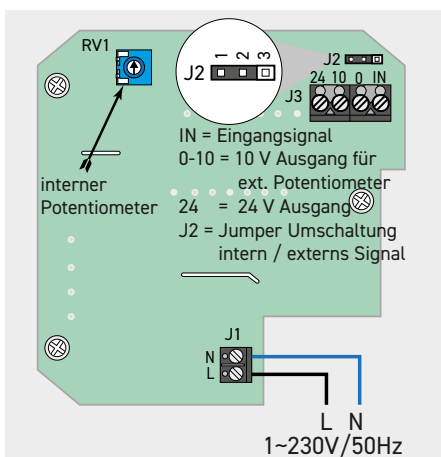 RV1
J2
1 2 3
J2
24 10 0 IN
J3
IN = Eingangsignal
0-10 = 10 V Ausgang für
ext. Potentiometer
24 = 24 V Ausgang
J2 = Jumper Umschaltung
intern / externs Signal
interner
Potentiometer
J1
N
L
L N
1~230V/50Hz